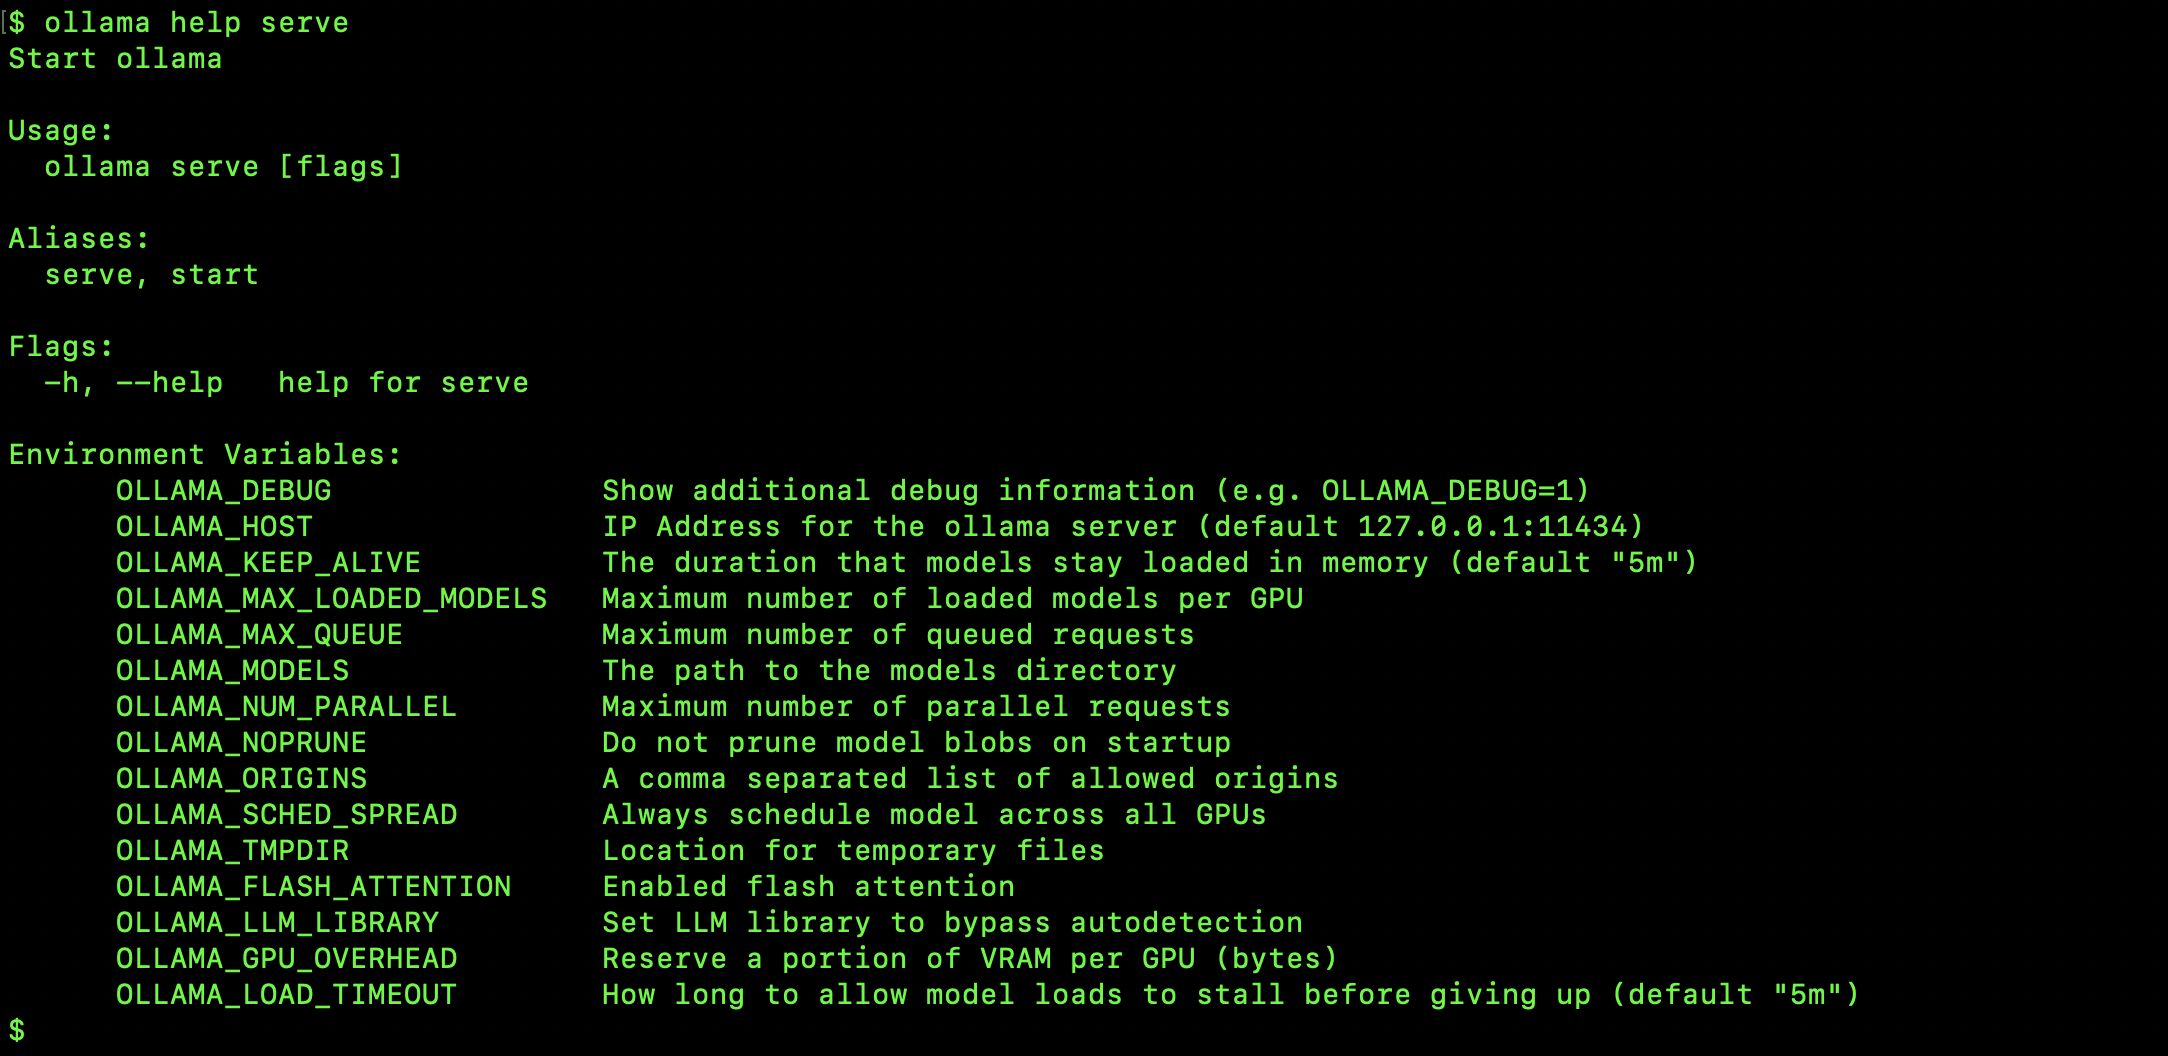 $ ollama help serve
Start ollama

Usage:
  ollama serve [flags]

Aliases:
  serve, start

Flags:
  -h, --help   help for serve

Environment Variables:
      OLLAMA_DEBUG               Show additional debug information (e.g. OLLAMA_DEBUG=1)
      OLLAMA_HOST                IP Address for the ollama server (default 127.0.0.1:11434)
      OLLAMA_KEEP_ALIVE          The duration that models stay loaded in memory (default "5m")
      OLLAMA_MAX_LOADED_MODELS   Maximum number of loaded models per GPU
      OLLAMA_MAX_QUEUE           Maximum number of queued requests
      OLLAMA_MODELS              The path to the models directory
      OLLAMA_NUM_PARALLEL        Maximum number of parallel requests
      OLLAMA_NOPRUNE             Do not prune model blobs on startup
      OLLAMA_ORIGINS             A comma separated list of allowed origins
      OLLAMA_SCHED_SPREAD        Always schedule model across all GPUs
      OLLAMA_TMPDIR              Location for temporary files
      OLLAMA_FLASH_ATTENTION     Enabled flash attention
      OLLAMA_LLM_LIBRARY         Set LLM library to bypass autodetection
      OLLAMA_GPU_OVERHEAD        Reserve a portion of VRAM per GPU (bytes)
      OLLAMA_LOAD_TIMEOUT        How long to allow model loads to stall before giving up (default "5m")
$